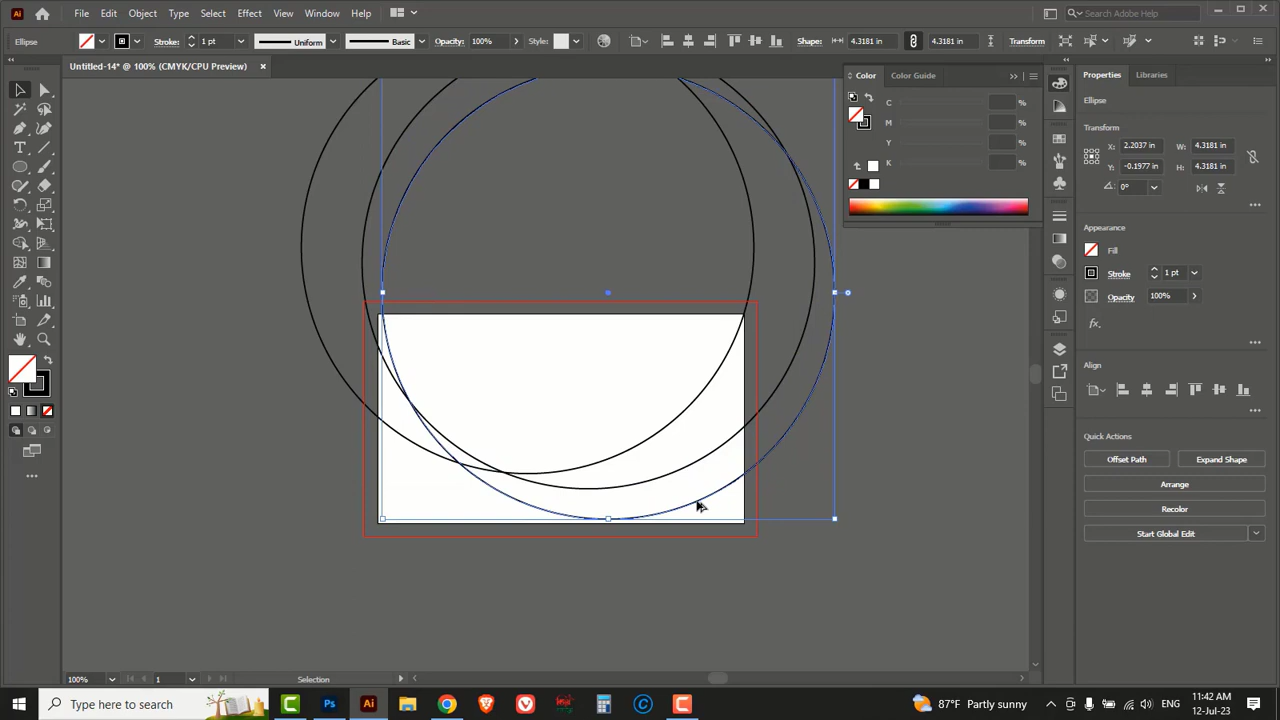 Ai File Edit Object Type Select Effect View Window Help Search Adobe Help
Ellipse Stroke: 1 pt Uniform Basic Opacity: 100% Style: Shape: 4.3181 in 4.3181 in Transform
Untitled-14* @ 100% (CMYK/CPU Preview) ×
Color Color Guide
C %
M %
Y %
K %
Properties Libraries
Ellipse
Transform
X: 2.2037 in W: 4.3181 in
Y: -0.1977 in H: 4.3181 in
0°
Appearance
Fill
Stroke 1 pt
Opacity 100%
fx.
Align
Quick Actions
Offset Path Expand Shape
Arrange
Recolor
Start Global Edit
100% 1 Selection
Type here to search Ps Ai 87°F Partly sunny ENG 11:42 AM
12-Jul-23